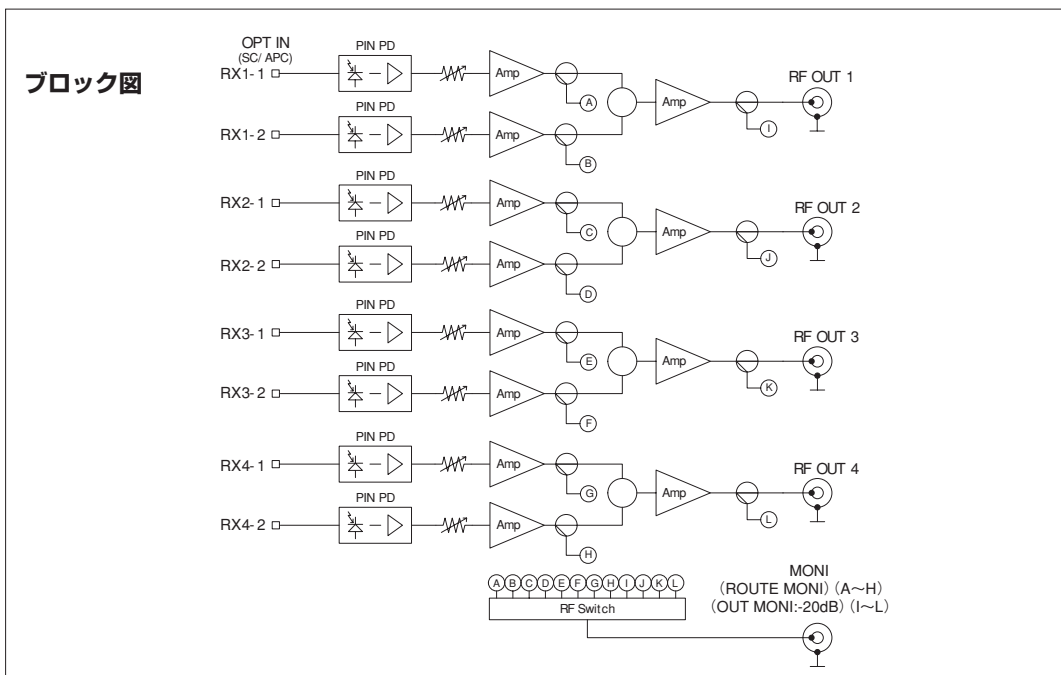 ブロック図
OPT IN
(SC/ APC)
PIN PD
RX1- 1
Amp
A
Amp
RF OUT 1
I
PIN PD
RX1- 2
Amp
B
PIN PD
RX2- 1
Amp
C
Amp
RF OUT 2
J
PIN PD
RX2- 2
Amp
D
PIN PD
RX3- 1
Amp
E
Amp
RF OUT 3
K
PIN PD
RX3- 2
Amp
F
PIN PD
RX4- 1
Amp
G
Amp
RF OUT 4
L
PIN PD
RX4- 2
Amp
H
A B C D E F G H I J K L
RF Switch
MONI
(ROUTE MONI) (A～H)
(OUT MONI:-20dB) (I～L)